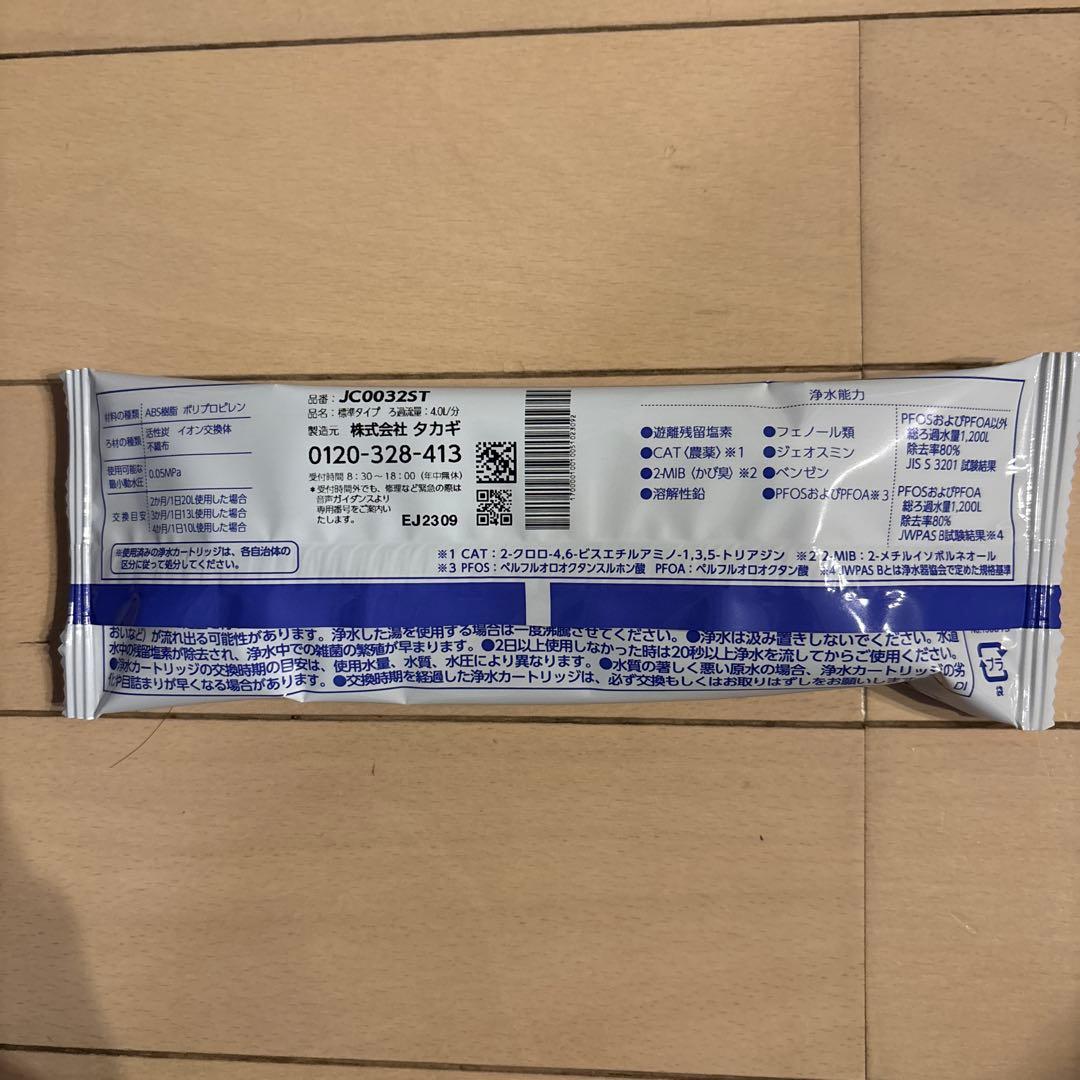 材料の種類 ABS樹脂 ポリプロピレン
ろ材の種類 活性炭 イオン交換体
不織布
使用可能な
最小動水圧 0.05MPa
交換目安 2か月/1日20L使用した場合
3か月/1日13L使用した場合
4か月/1日10L使用した場合
※使用済みの浄水カートリッジは、各自治体の
区分に従って処分してください。
品番：JC0032ST
品名：標準タイプ ろ過流量：4.0L/分
製造元 株式会社 タカギ
0120-328-413
受付時間 8：30～18：00（年中無休）
＊受付時間外でも、修理など緊急の際は
音声ガイダンスより
専用番号をご案内い
たします。
EJ2309
浄水能力
●遊離残留塩素
●CAT〈農薬〉※1
●2-MIB〈かび臭〉※2
●溶解性鉛
●フェノール類
●ジェオスミン
●ベンゼン
●PFOSおよびPFOA※3
PFOSおよびPFOA以外
総ろ過水量1,200L
除去率80%
JIS S 3201 試験結果
PFOSおよびPFOA
総ろ過水量1,200L
除去率80%
JWPAS B試験結果※4
※1 CAT：2-クロロ-4,6-ビスエチルアミノ-1,3,5-トリアジン ※2 2-MIB：2-メチルイソボルネオール
※3 PFOS：ペルフルオロオクタンスルホン酸 PFOA：ペルフルオロオクタン酸 ※4 JWPAS Bとは浄水器協会で定めた規格基準
おいなど）が流れ出る可能性があります。浄水した湯を使用する場合は一度沸騰させてください。●浄水は汲み置きしないでください。水道
水中の残留塩素が除去され、浄水中での雑菌の繁殖が早まります。●2日以上使用しなかった時は20秒以上浄水を流してからご使用ください。
●浄水カートリッジの交換時期の目安は、使用水量、水質、水圧により異なります。●水質の著しく悪い原水の場合、浄水カートリッジの劣
化や目詰まりが早くなる場合があります。●交換時期を経過した浄水カートリッジは、必ず交換もしくはお取りはずしをお願いします
プラ
袋